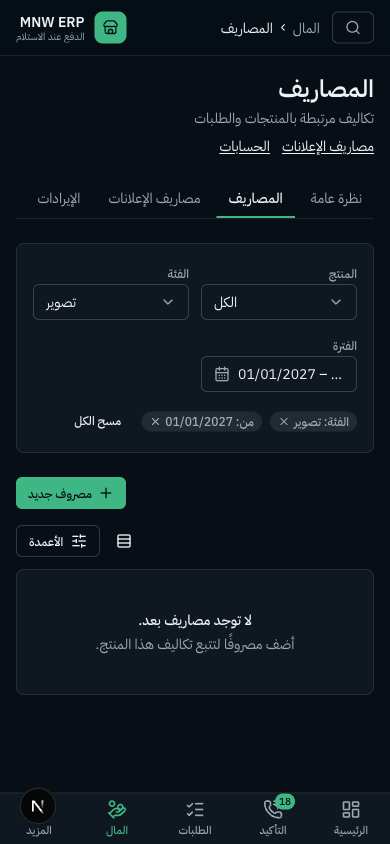 MNW ERP
الدفع عند الاستلام
المال › المصاريف
المصاريف
تكاليف مرتبطة بالمنتجات والطلبات
مصاريف الإعلانات الحسابات
نظرة عامة المصاريف مصاريف الإعلانات الإيرادات
المنتج الفئة
الكل تصوير
الفترة
01/01/2027 – ...
الفئة: تصوير × من: 01/01/2027 × مسح الكل
مصروف جديد
الأعمدة
لا توجد مصاريف بعد.
أضف مصروفًا لتتبع تكاليف هذا المنتج.
18
الرئيسية التأكيد الطلبات المال المزيد
N